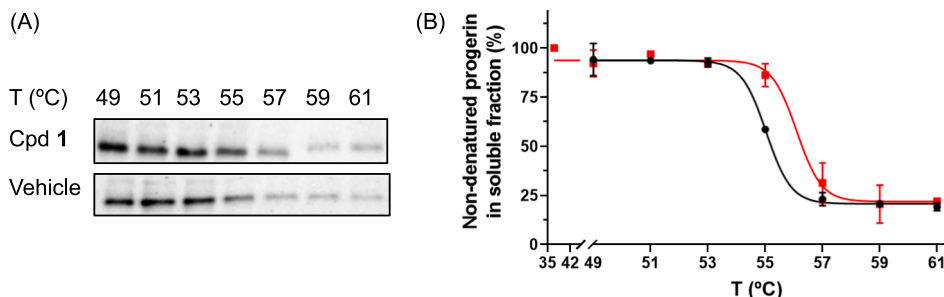 (A)
T (ºC)
49 51 53 55 57 59 61
Cpd 1
Vehicle
(B)
Non-denatured progerin
in soluble fraction (%)
100
75
50
25
0
35 42 49 51 53 55 57 59 61
T (ºC)